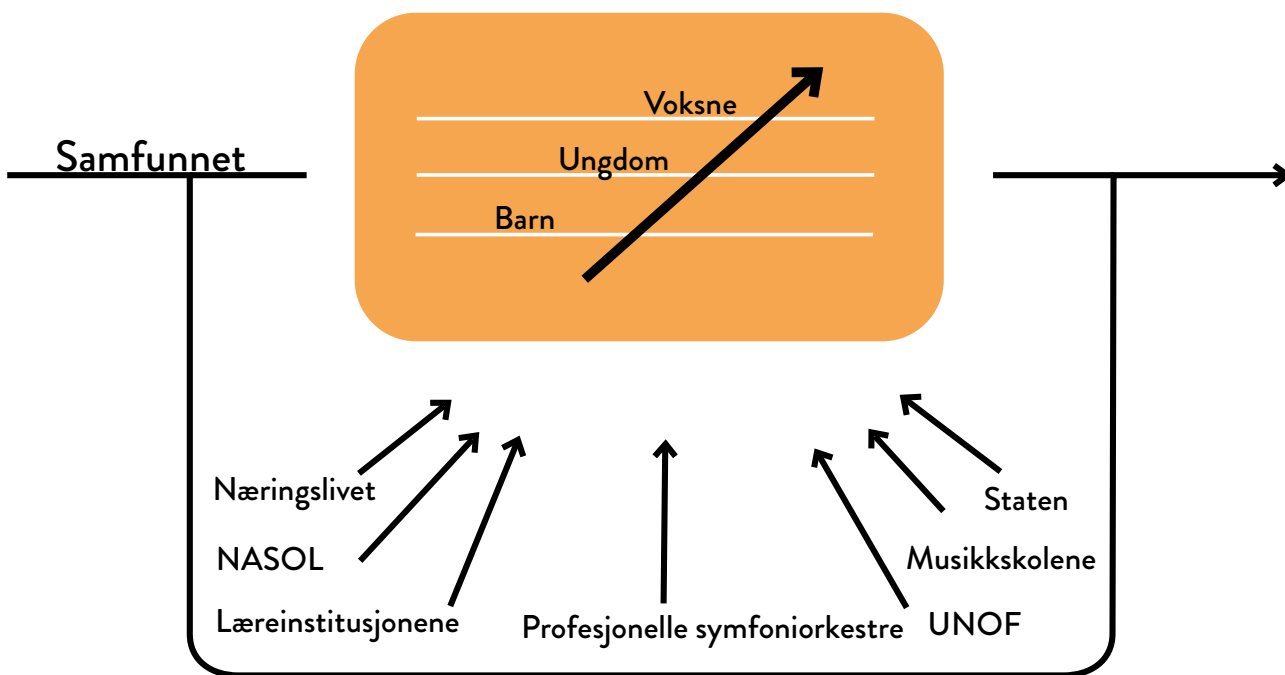 Voksne
Samfunnet
Ungdom
Barn
Næringslivet
Staten
NASOL
Musikkskolene
Læreinstitusjonene
Profesjonelle symfoniorkestre
UNOF